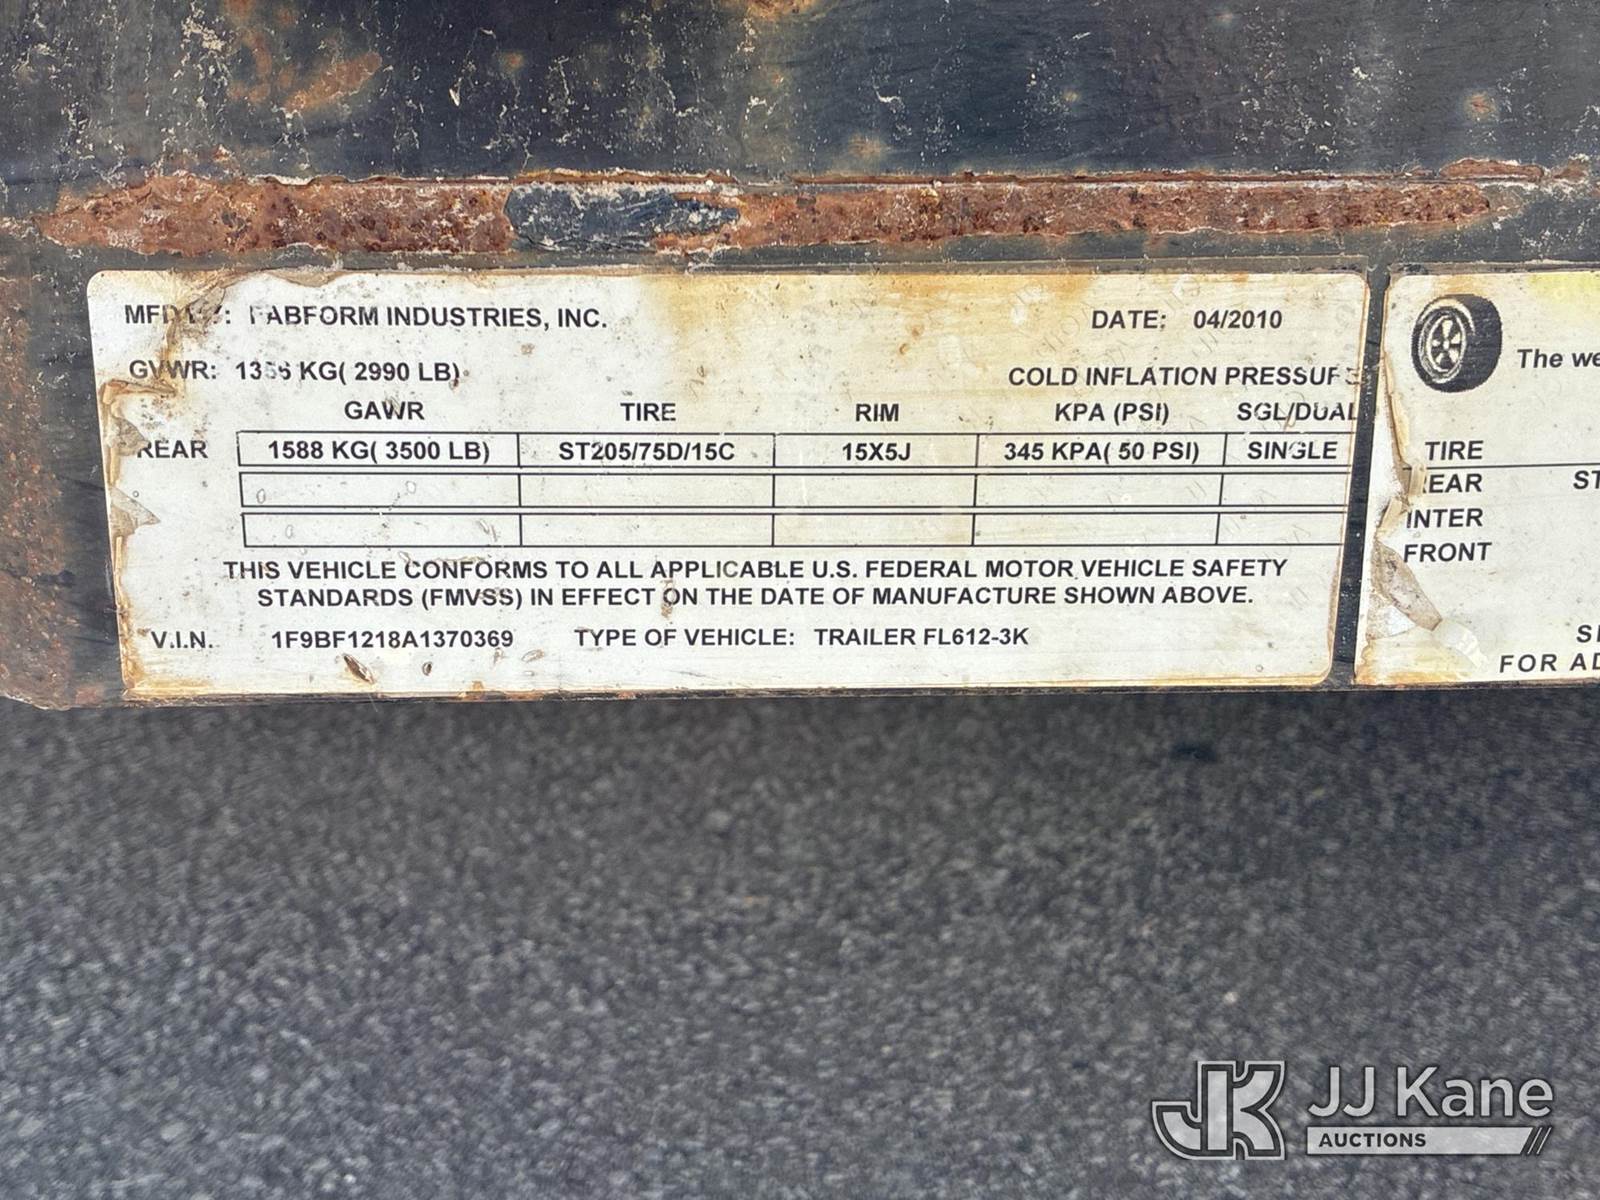 FABFORM INDUSTRIES, INC.
DATE: 04/2010
GVWR: 1356 KG( 2990 LB)
COLD INFLATION PRESSURE
GAWR TIRE RIM KPA (PSI) SGL/DUAL
REAR 1588 KG( 3500 LB) ST205/75D/15C 15X5J 345 KPA( 50 PSI) SINGLE
THIS VEHICLE CONFORMS TO ALL APPLICABLE U.S. FEDERAL MOTOR VEHICLE SAFETY
STANDARDS (FMVSS) IN EFFECT ON THE DATE OF MANUFACTURE SHOWN ABOVE.
V.I.N. 1F9BF1218A1370369 TYPE OF VEHICLE: TRAILER FL612-3K
The we
TIRE
REAR ST
INTER
FRONT
FOR AD
JK JJ Kane
AUCTIONS